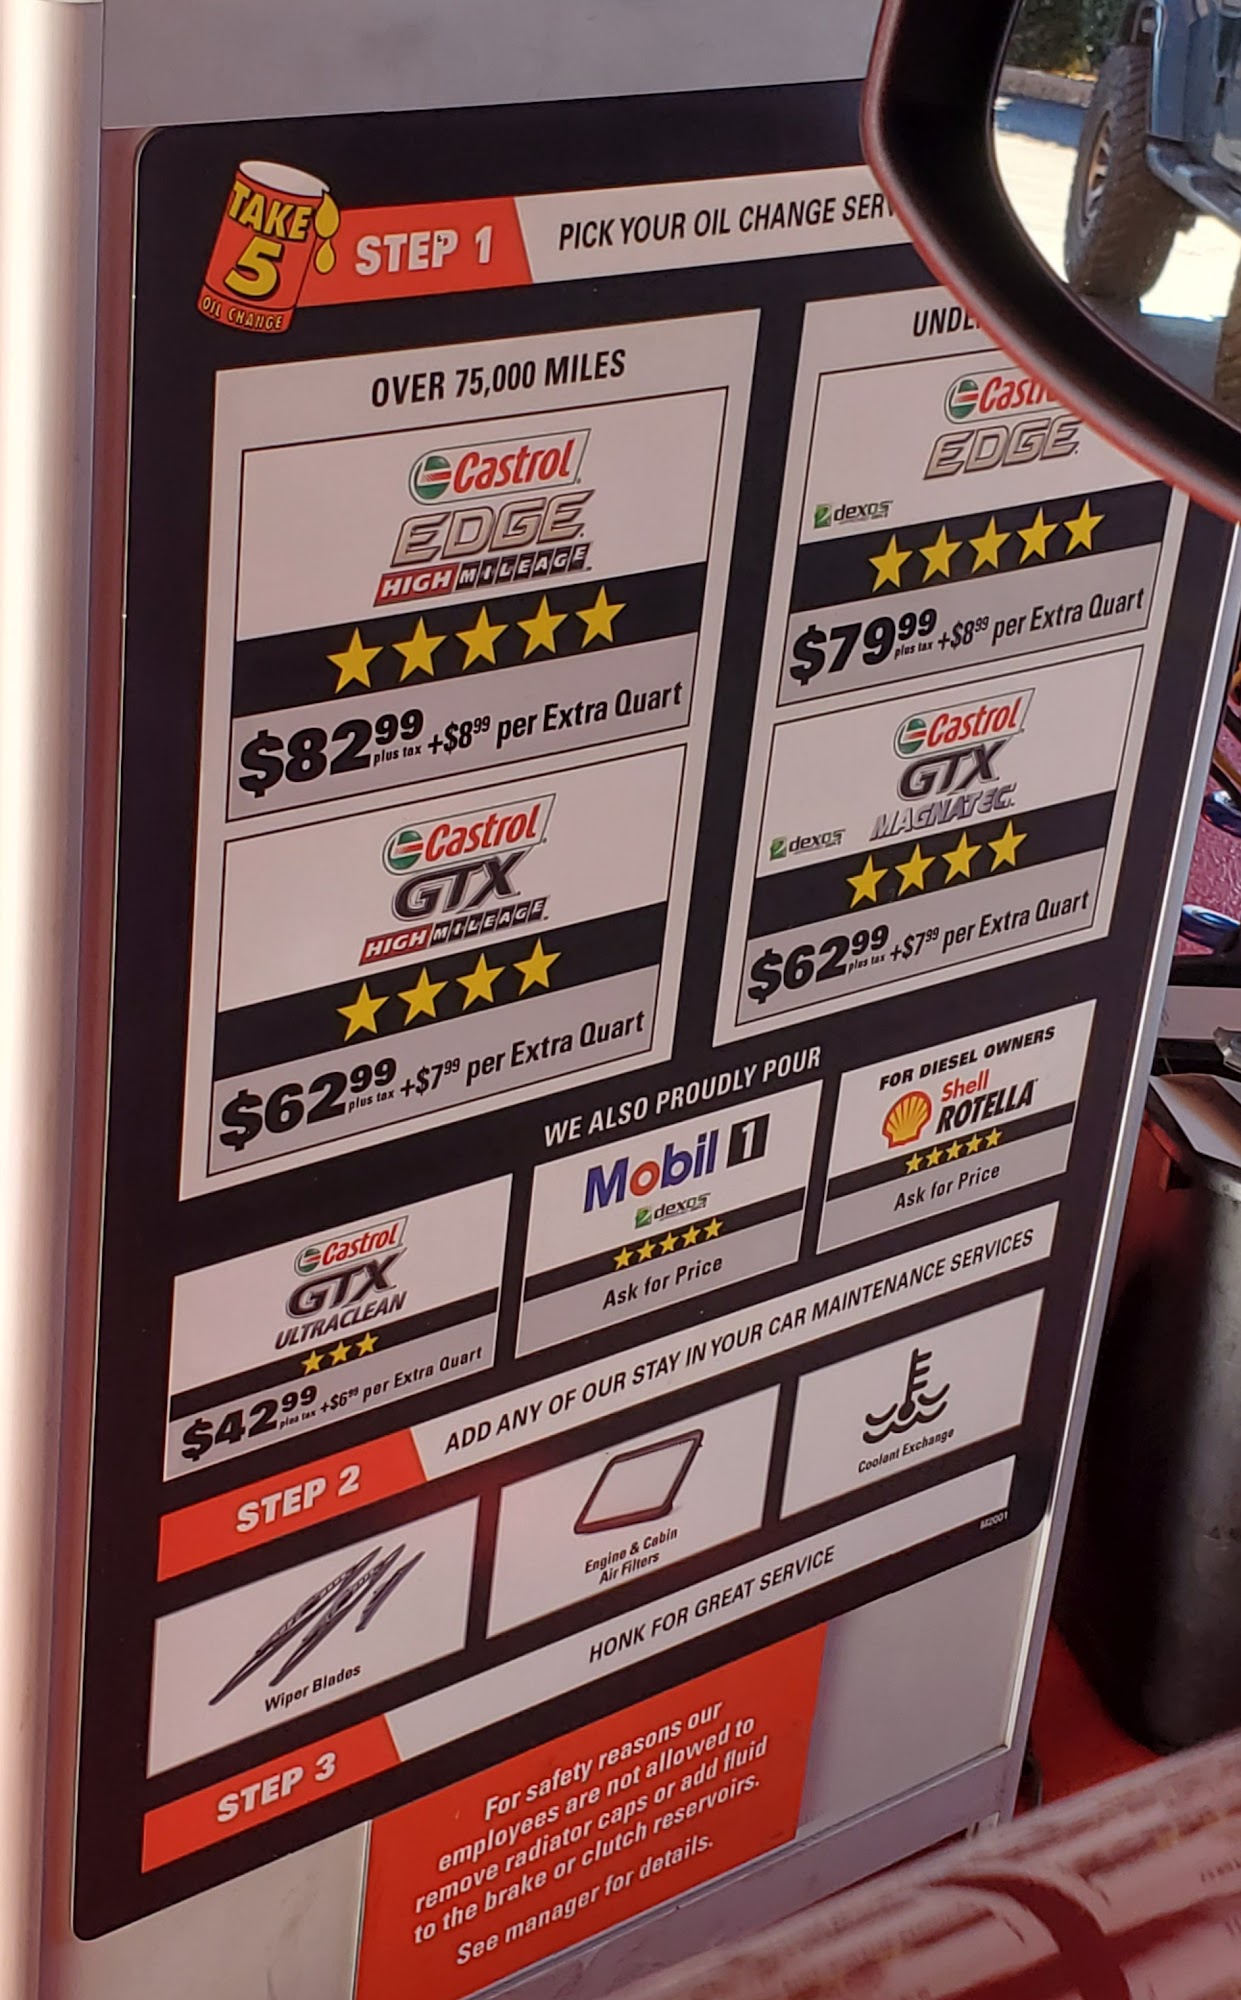 TAKE
5
OIL CHANGE
STEP 1
PICK YOUR OIL CHANGE
OVER 75,000 MILES
Castrol
EDGE
HIGH MILEAGE
$82.99 plus tax +$8.99 per Extra Quart
Castrol
GTX
HIGH MILEAGE
$62.99 plus tax +$7.99 per Extra Quart
Castrol
EDGE
dexos
$79.99 plus tax +$8.99 per Extra Quart
Castrol
GTX
MAGNATEC
dexos
$62.99 plus tax +$7.99 per Extra Quart
WE ALSO PROUDLY POUR
Castrol
GTX
ULTRACLEAN
$42.99 plus tax +$6.99 per Extra Quart
Mobil 1
dexos
Ask for Price
FOR DIESEL OWNERS
Shell
ROTELLA
Ask for Price
STEP 2
ADD ANY OF OUR STAY IN YOUR CAR MAINTENANCE SERVICES
Wiper Blades
Engine & Cabin
Air Filters
Coolant Exchange
STEP 3
HONK FOR GREAT SERVICE
M2001
For safety reasons our
employees are not allowed to
remove radiator caps or add fluid
to the brake or clutch reservoirs.
See manager for details.